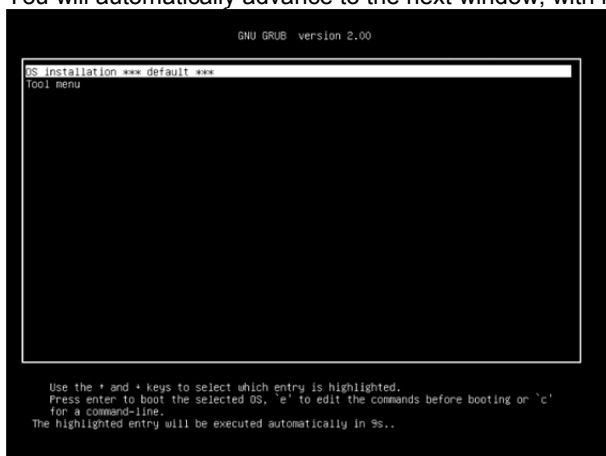 You will automatically advance to the next window, with
GNU GRUB version 2.00
OS installation *** default ***
Tool menu
Use the ↑ and ↓ keys to select which entry is highlighted.
Press enter to boot the selected OS, `e' to edit the commands before booting or `c'
for a command-line.
The highlighted entry will be executed automatically in 9s..